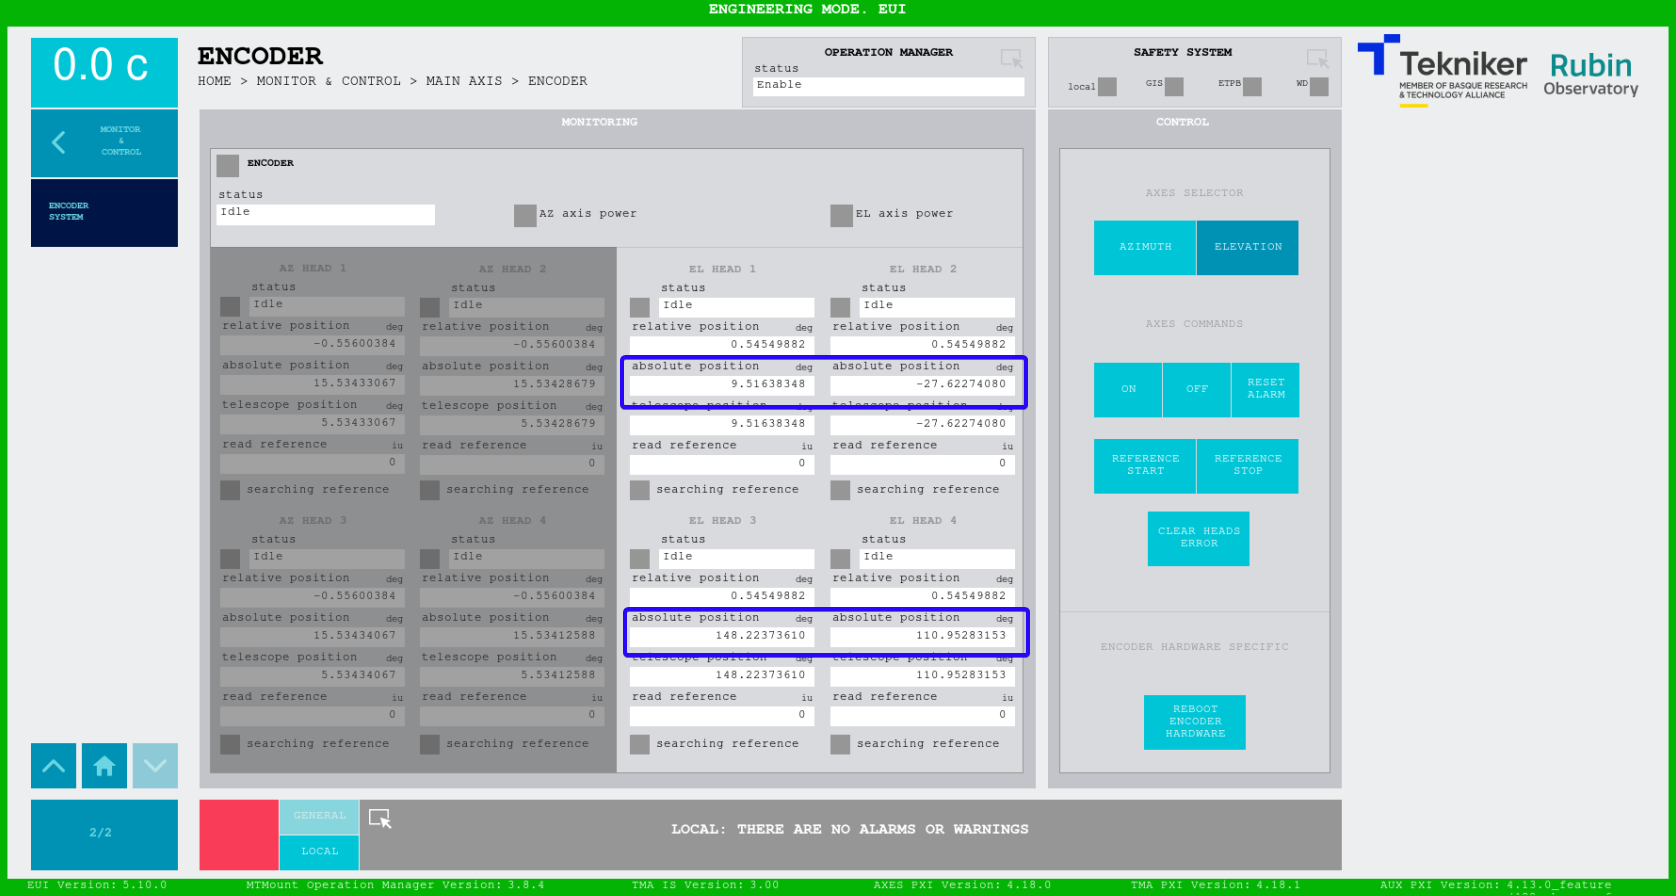 ENGINEERING MODE. EUI
0.0 c
ENCODER
HOME > MONITOR & CONTROL > MAIN AXIS > ENCODER
OPERATION MANAGER
status
Enable
SAFETY SYSTEM
local GIS ETPB WD
Tekniker
MEMBER OF BASQUE RESEARCH
& TECHNOLOGY ALLIANCE
Rubin
Observatory
MONITOR
&
CONTROL
ENCODER
SYSTEM
MONITORING
ENCODER
status
Idle
AZ axis power
EL axis power
AZ HEAD 1
status
Idle
relative position deg
-0.55600384
absolute position deg
15.53433067
telescope position deg
5.53433067
read reference iu
0
searching reference
AZ HEAD 2
status
Idle
relative position deg
-0.55600384
absolute position deg
15.53428679
telescope position deg
5.53428679
read reference iu
0
searching reference
EL HEAD 1
status
Idle
relative position deg
0.54549882
absolute position deg
9.51638348
telescope position deg
9.51638348
read reference iu
0
searching reference
EL HEAD 2
status
Idle
relative position deg
0.54549882
absolute position deg
-27.62274080
telescope position deg
-27.62274080
read reference iu
0
searching reference
AZ HEAD 3
status
Idle
relative position deg
-0.55600384
absolute position deg
15.53434067
telescope position deg
5.53434067
read reference iu
0
searching reference
AZ HEAD 4
status
Idle
relative position deg
-0.55600384
absolute position deg
15.53412588
telescope position deg
5.53412588
read reference iu
0
searching reference
EL HEAD 3
status
Idle
relative position deg
0.54549882
absolute position deg
148.22373610
telescope position deg
148.22373610
read reference iu
0
searching reference
EL HEAD 4
status
Idle
relative position deg
0.54549882
absolute position deg
110.95283153
telescope position deg
110.95283153
read reference iu
0
searching reference
CONTROL
AXES SELECTOR
AZIMUTH ELEVATION
AXES COMMANDS
ON OFF RESET
ALARM
REFERENCE
START
REFERENCE
STOP
CLEAR HEADS
ERROR
ENCODER HARDWARE SPECIFIC
REBOOT
ENCODER
HARDWARE
2/2
GENERAL
LOCAL
LOCAL: THERE ARE NO ALARMS OR WARNINGS
EUI Version: 5.10.0 MTMount Operation Manager Version: 3.8.4 TMA IS Version: 3.00 AXES PXI Version: 4.18.0 TMA PXI Version: 4.18.1 AUX PXI Version: 4.13.0_feature